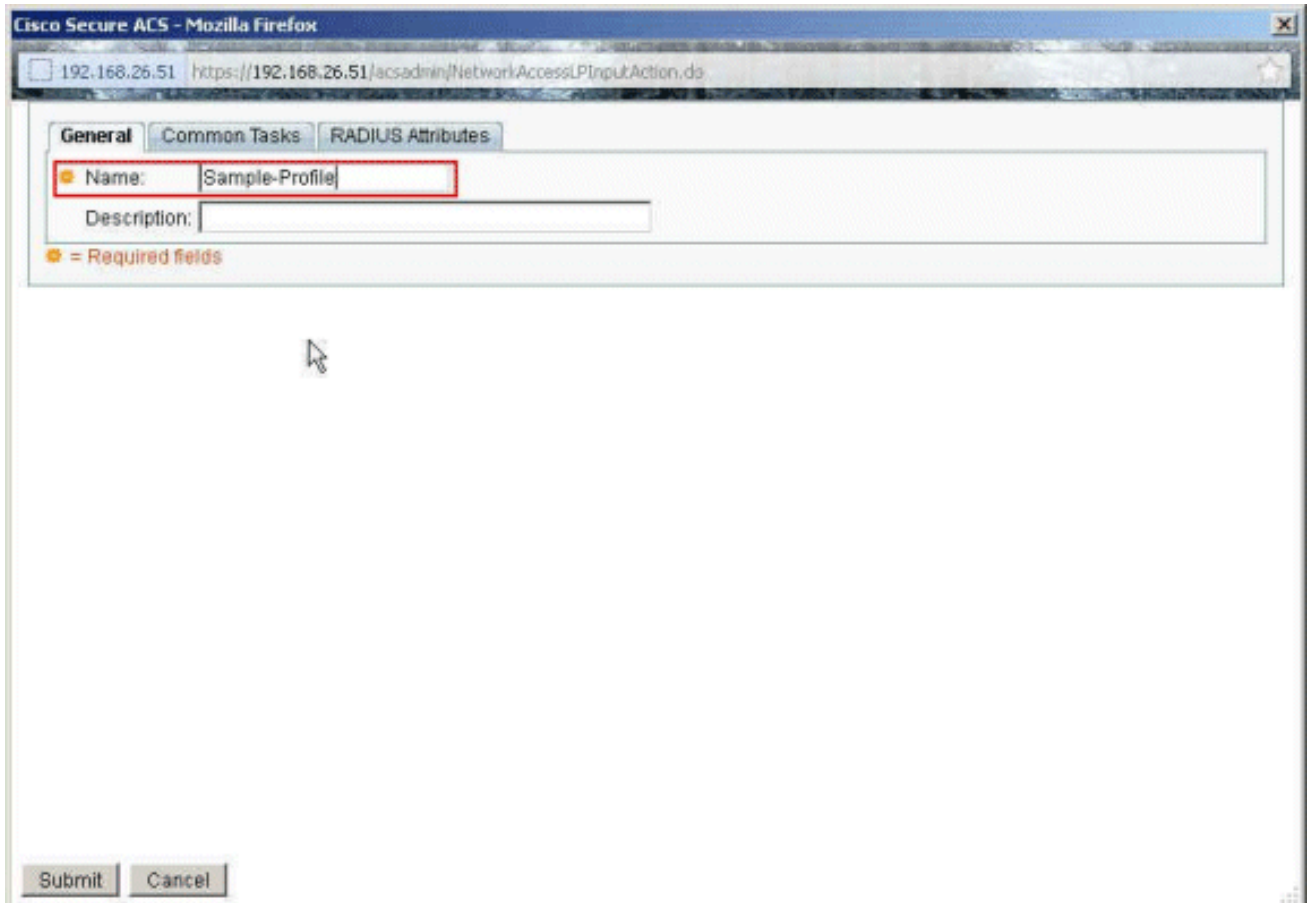 Cisco Secure ACS - Mozilla Firefox
192.168.26.51 https://192.168.26.51/acsadmin/NetworkAccessLPInputAction.do
General Common Tasks RADIUS Attributes
Name: Sample-Profile
Description:
= Required fields
Submit Cancel